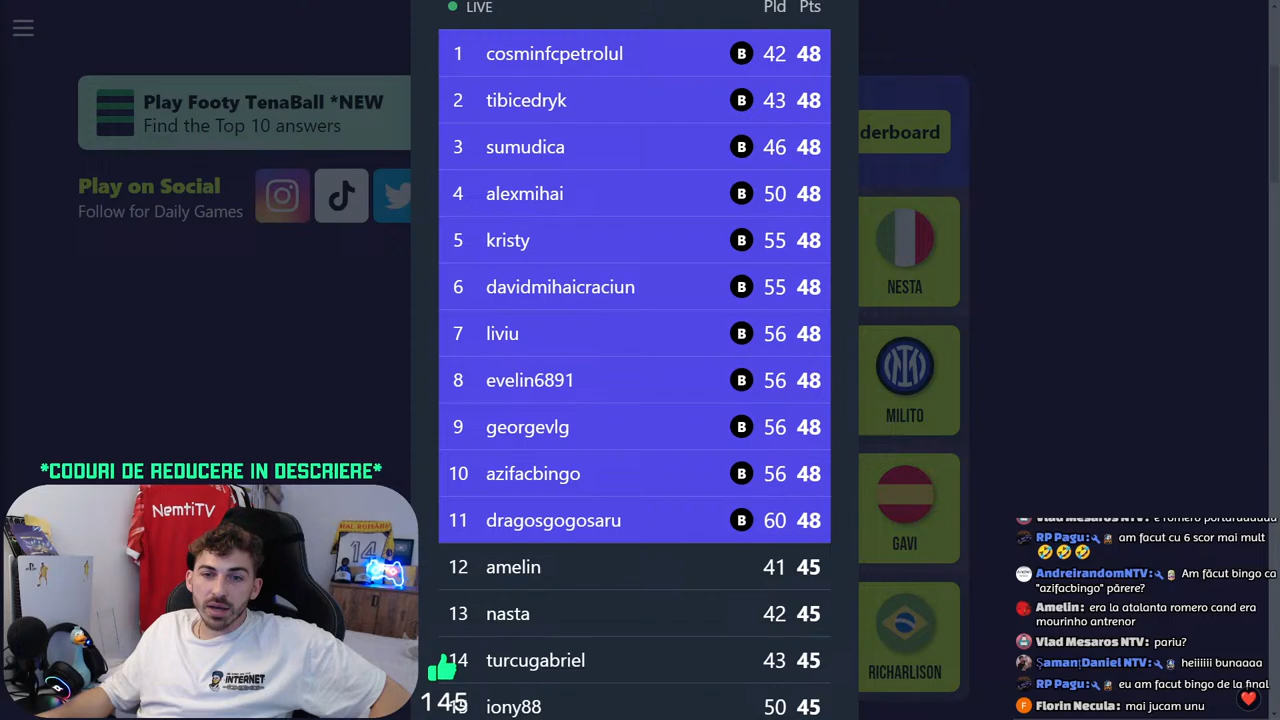 LIVE
Pld Pts
1 cosminfcpetrolul B 42 48
2 tibicedryk B 43 48
3 sumudica B 46 48
4 alexmihai B 50 48
5 kristy B 55 48
6 davidmihaicraciun B 55 48
7 liviu B 56 48
8 evelin6891 B 56 48
9 georgevlg B 56 48
10 azifacbingo B 56 48
11 dragosgogosaru B 60 48
12 amelin 41 45
13 nasta 42 45
14 turcugabriel 43 45
iony88 50 45
Play Footy TenaBall *NEW
Find the Top 10 answers
Play on Social
Follow for Daily Games
derboard
NESTA
MILITO
GAVI
RICHARLISON
*CODURI DE REDUCERE IN DESCRIERE*
NemtiTV
14
INTERNET
145
Vlad Mesaros NTV:
RP Pagu: am facut cu 6 scor mai mult
🤣🤣🤣
AndreirandomNTV: Am făcut bingo ca
"azifacbingo" părere?
Amelin: era la atalanta romero cand era
mourinho antrenor
Vlad Mesaros NTV: pariu?
ȘamanțDaniel NTV: heiiiiii bunaaaa
RP Pagu: eu am facut bingo de la final
Florin Necula: mai jucam unu